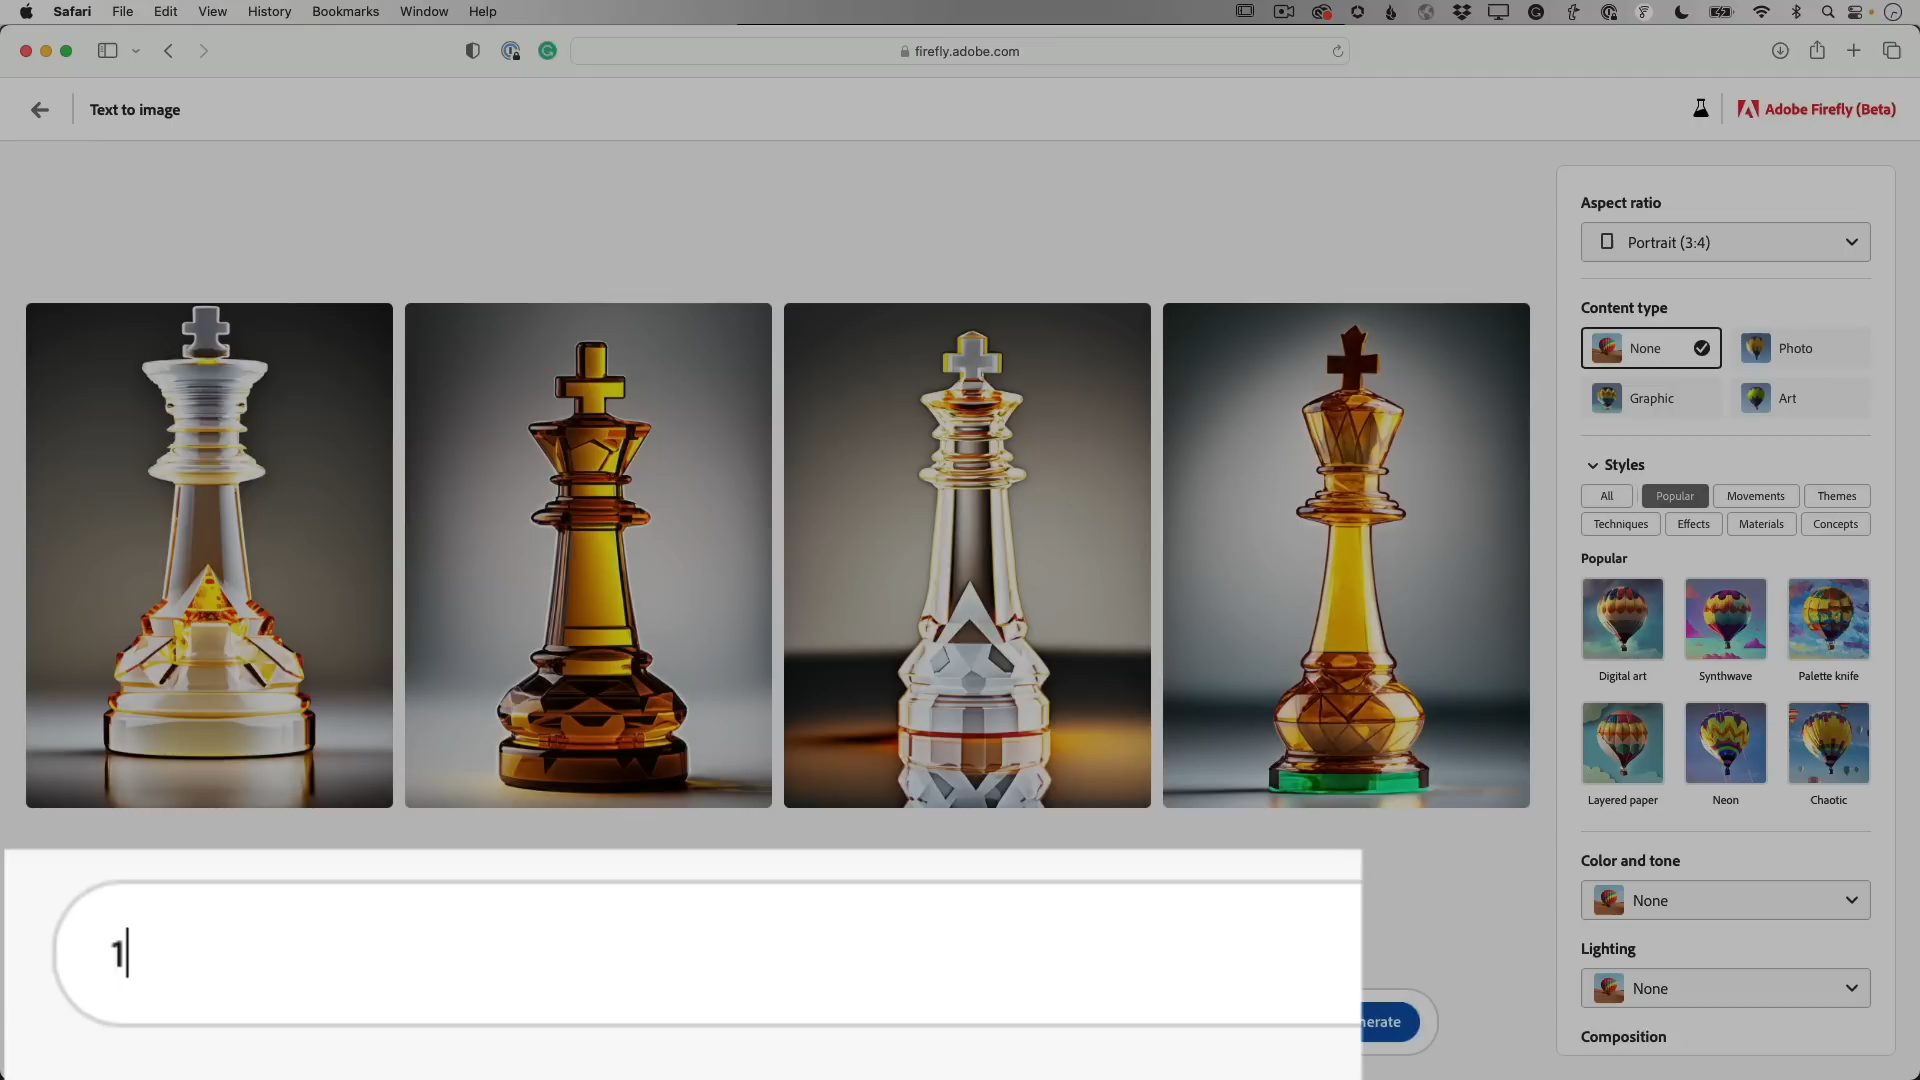 Safari File Edit View History Bookmarks Window Help
firefly.adobe.com
Text to image
Adobe Firefly (Beta)
Aspect ratio
Portrait (3:4)
Content type
None
Photo
Graphic
Art
Styles
All
Popular
Movements
Themes
Techniques
Effects
Materials
Concepts
Popular
Digital art
Synthwave
Palette knife
Layered paper
Neon
Chaotic
Color and tone
None
Lighting
None
Composition
1
nerate